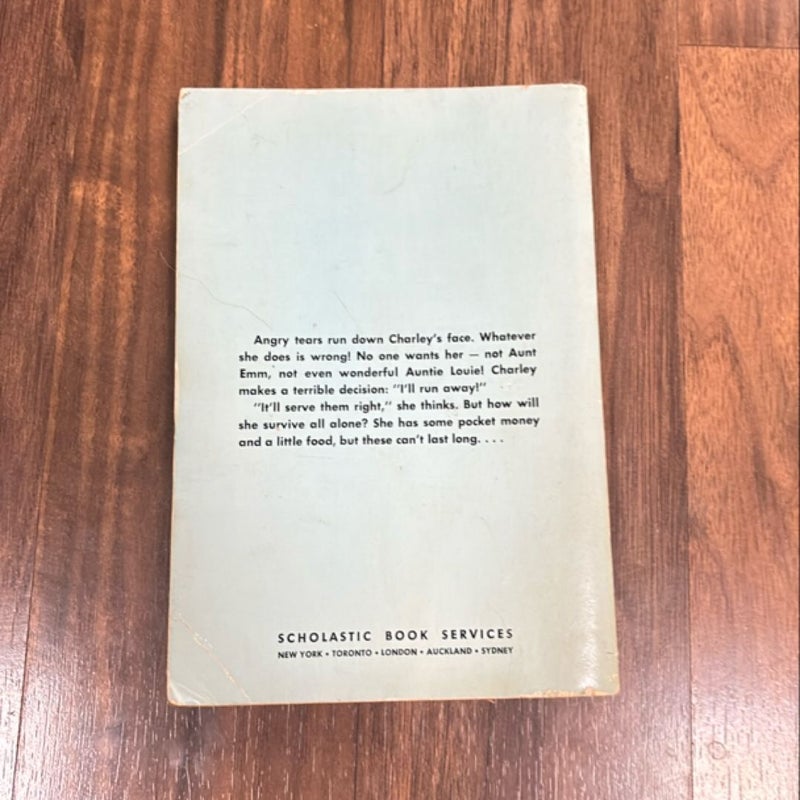 Angry tears run down Charley's face. Whatever
she does is wrong! No one wants her — not Aunt
Emm, not even wonderful Auntie Louie! Charley
makes a terrible decision: "I'll run away!"
"It'll serve them right," she thinks. But how will
she survive all alone? She has some pocket money
and a little food, but these can't last long. . . .
SCHOLASTIC BOOK SERVICES
NEW YORK • TORONTO • LONDON • AUCKLAND • SYDNEY